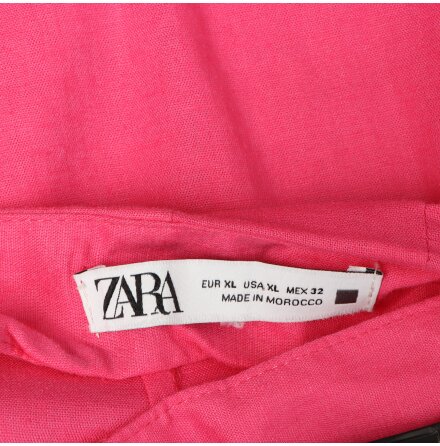 ZARA
EUR XL USA XL MEX 32
MADE IN MOROCCO